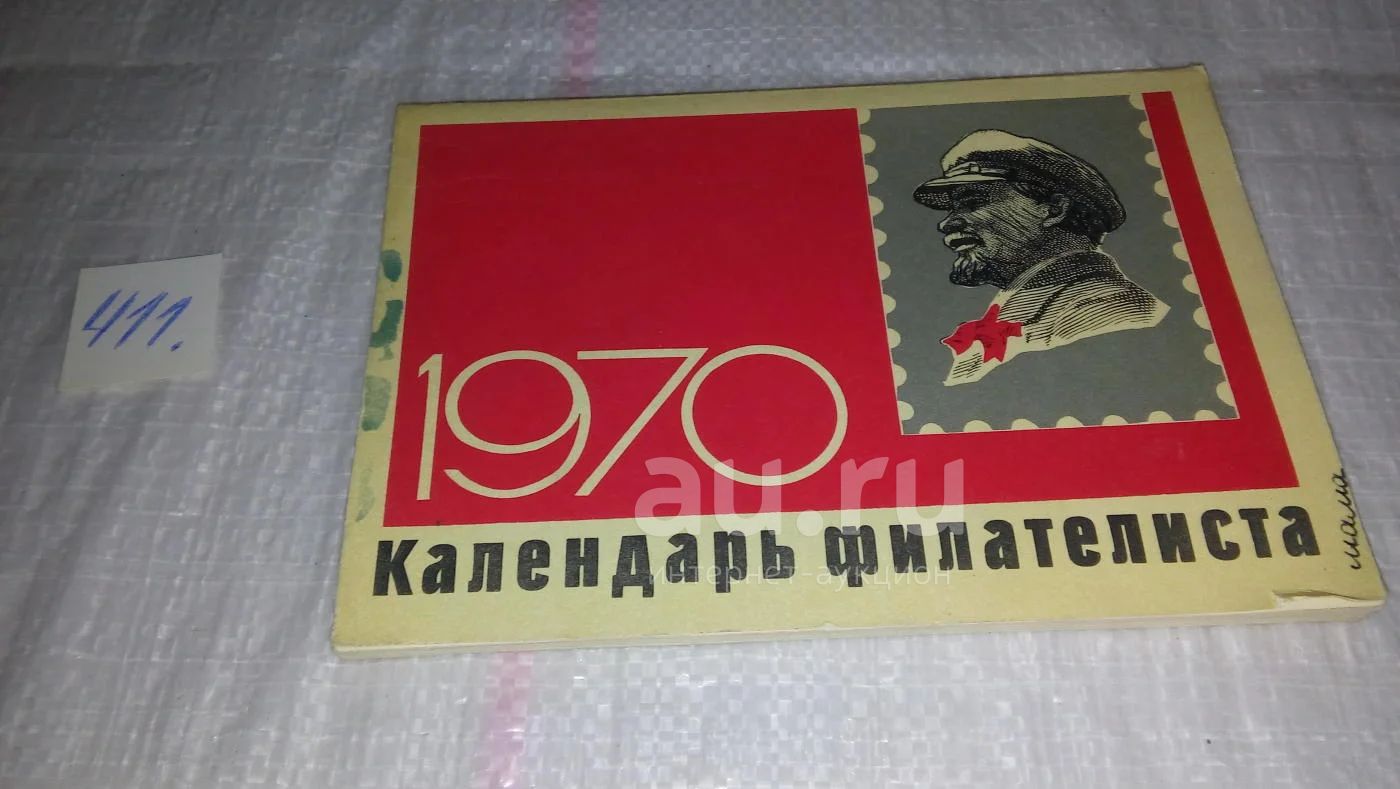 411.
1970
Календарь филателиста
мама
au.ru
интернет-аукцион